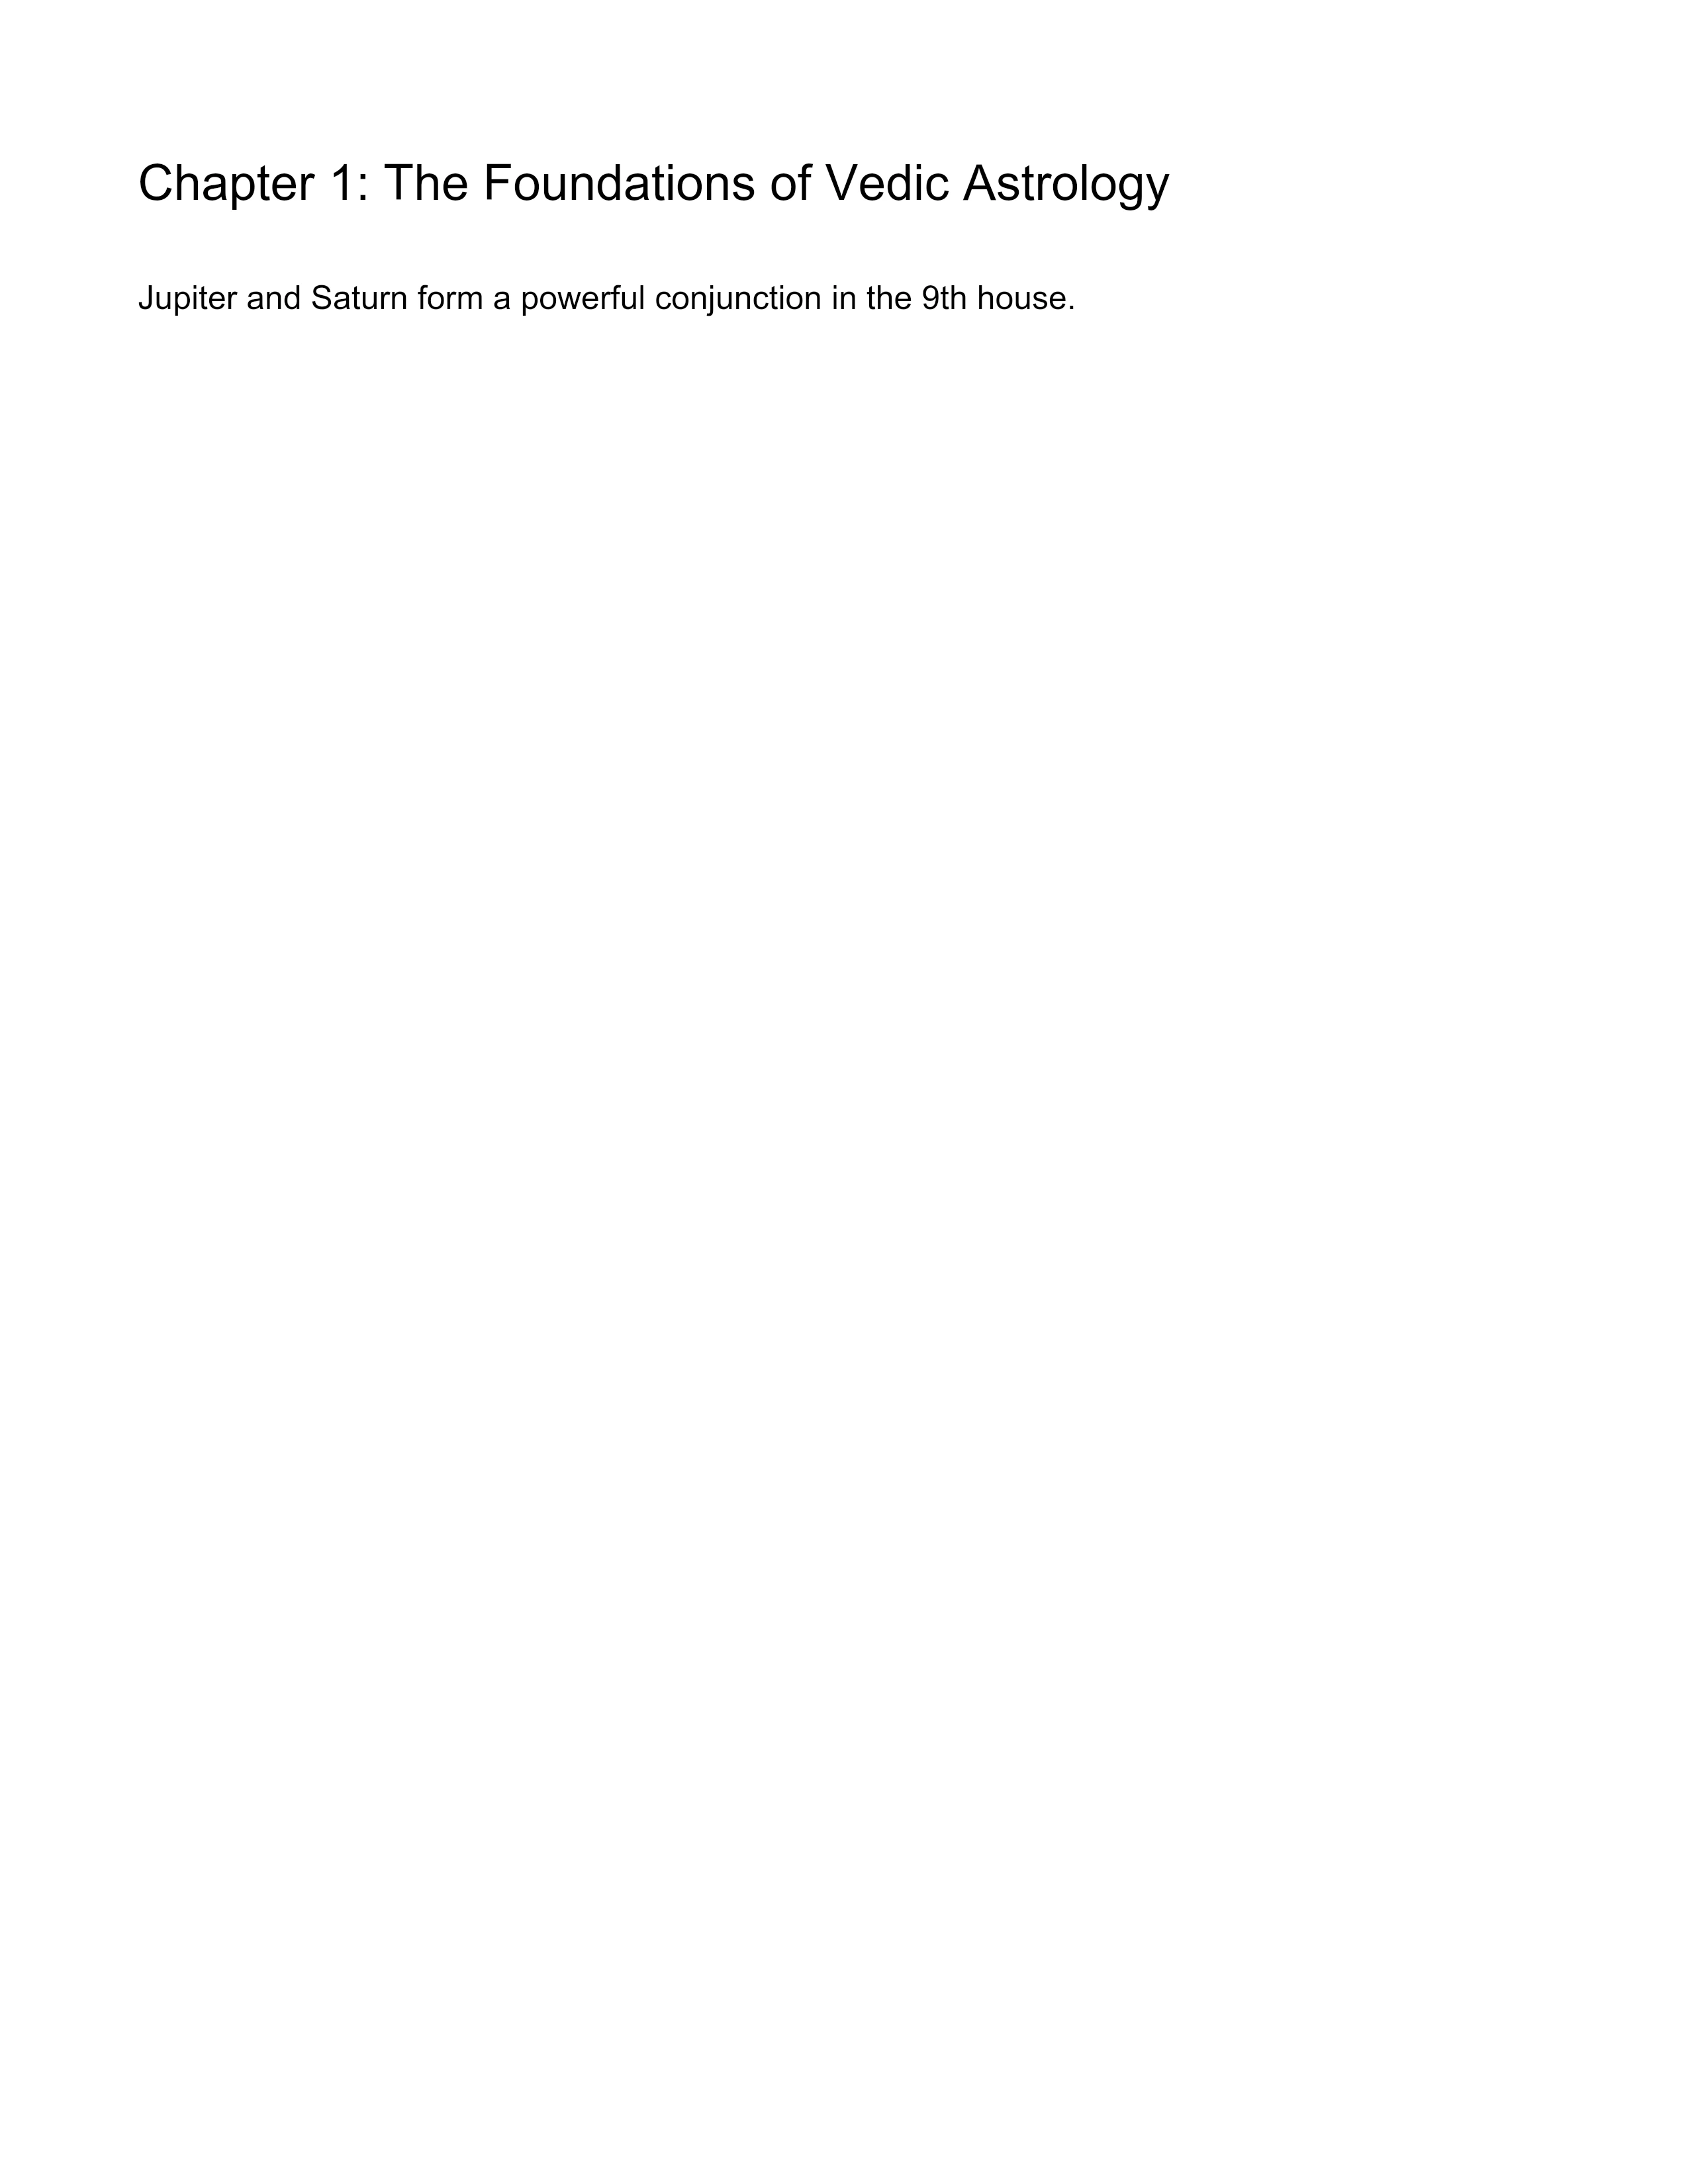 Chapter 1: The Foundations of Vedic Astrology
Jupiter and Saturn form a powerful conjunction in the 9th house.